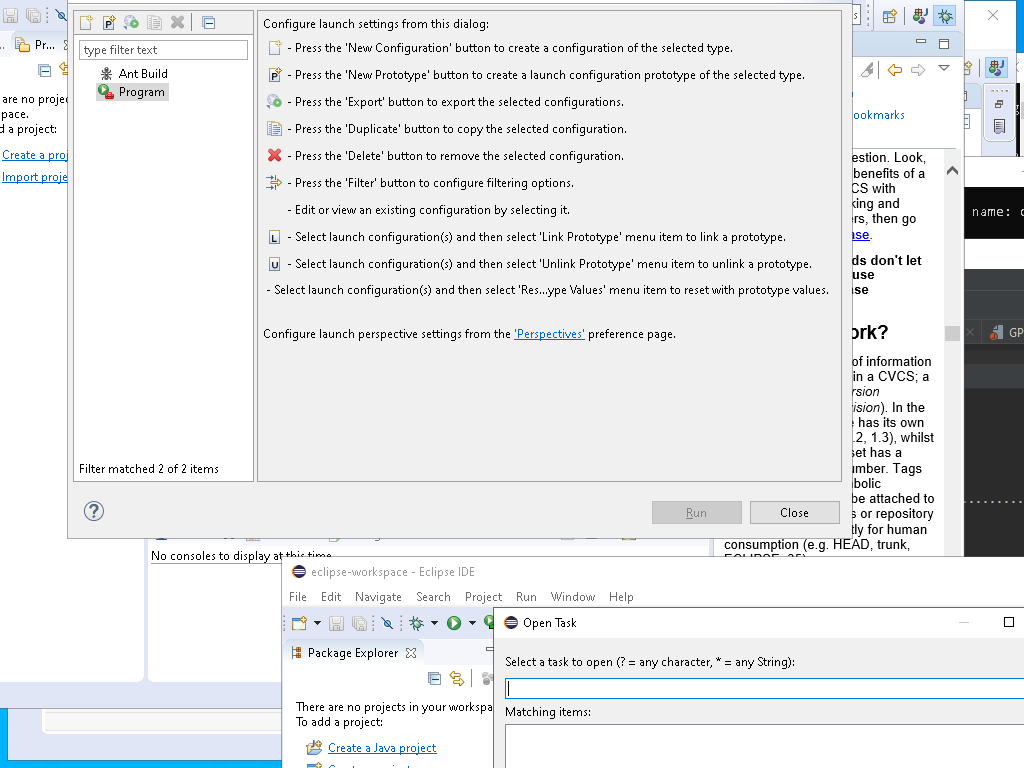 Pr...
are no projec
pace.
d a project:
Create a proj
Import proje
type filter text
Ant Build
Program
Filter matched 2 of 2 items
Configure launch settings from this dialog:
- Press the 'New Configuration' button to create a configuration of the selected type.
- Press the 'New Prototype' button to create a launch configuration prototype of the selected type.
- Press the 'Export' button to export the selected configurations.
- Press the 'Duplicate' button to copy the selected configuration.
- Press the 'Delete' button to remove the selected configuration.
- Press the 'Filter' button to configure filtering options.
- Edit or view an existing configuration by selecting it.
L - Select launch configuration(s) and then select 'Link Prototype' menu item to link a prototype.
U - Select launch configuration(s) and then select 'Unlink Prototype' menu item to unlink a prototype.
- Select launch configuration(s) and then select 'Res...ype Values' menu item to reset with prototype values.
Configure launch perspective settings from the 'Perspectives' preference page.
?
Run
Close
ookmarks
estion. Look,
benefits of a
CS with
king and
ers, then go
ase.
ds don't let
use
ase
ork?
of information
in a CVCS; a
ersion
ision). In the
has its own
.2, 1.3), whilst
set has a
umber. Tags
bolic
be attached to
s or repository
tly for human
consumption (e.g. HEAD, trunk,
name:
GP
No consoles to display at this time.
eclipse-workspace - Eclipse IDE
File Edit Navigate Search Project Run Window Help
Package Explorer
There are no projects in your workspa
To add a project:
Create a Java project
Open Task
Select a task to open (? = any character, * = any String):
Matching items: